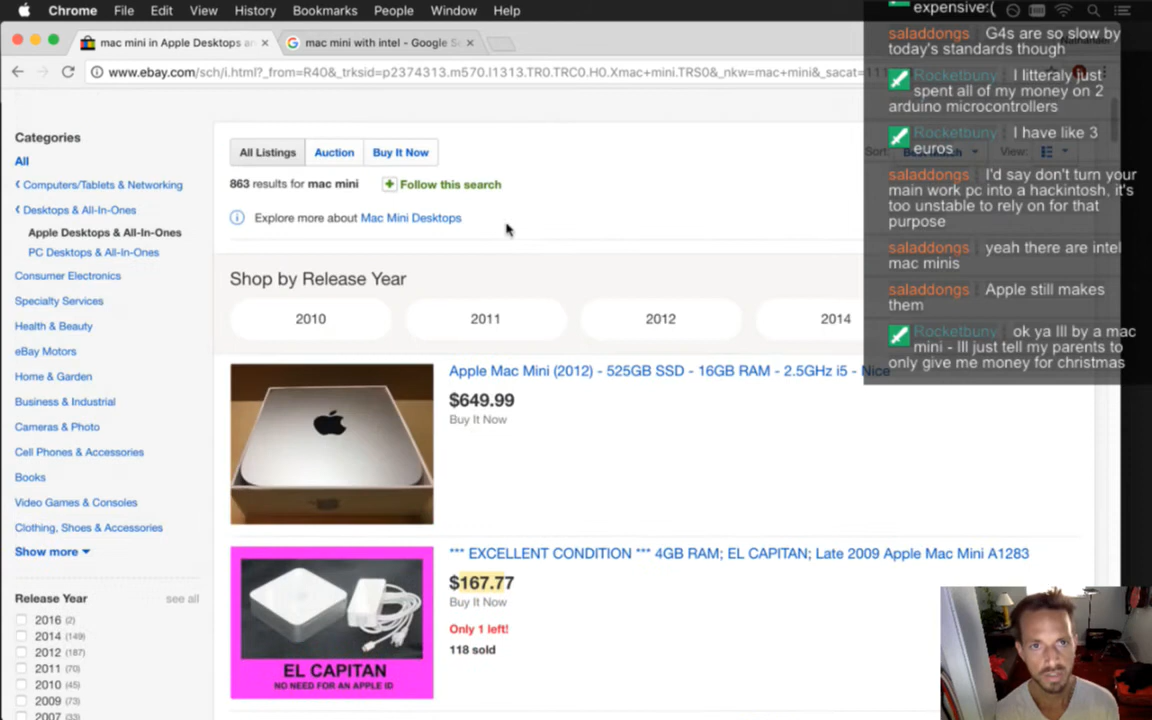 Chrome File Edit View History Bookmarks People Window Help
mac mini in Apple Desktops a
mac mini with intel - Google S
www.ebay.com/sch/i.html?_from=R40&_trksid=p2374313.m570.l1313.TR0.TRC0.H0.Xmac+mini.TRS0&_nkw=mac+mini&_sacat=11
Categories
All
Computers/Tablets & Networking
Desktops & All-In-Ones
Apple Desktops & All-In-Ones
PC Desktops & All-In-Ones
Consumer Electronics
Specialty Services
Health & Beauty
eBay Motors
Home & Garden
Business & Industrial
Cameras & Photo
Cell Phones & Accessories
Books
Video Games & Consoles
Clothing, Shoes & Accessories
Show more
Release Year see all
2016 (2)
2014 (149)
2012 (187)
2011 (70)
2010 (45)
2009 (73)
2007 (33)
All Listings Auction Buy It Now
Sort: Best Match View:
863 results for mac mini Follow this search
Explore more about Mac Mini Desktops
Shop by Release Year
2010 2011 2012 2014
Apple Mac Mini (2012) - 525GB SSD - 16GB RAM - 2.5GHz i5 - Nice
$649.99
Buy It Now
*** EXCELLENT CONDITION *** 4GB RAM; EL CAPITAN; Late 2009 Apple Mac Mini A1283
$167.77
Buy It Now
Only 1 left!
118 sold
EL CAPITAN
NO NEED FOR AN APPLE ID
expensive:(
saladdongs : G4s are so slow by
today's standards though
Rocketbuny : I litteraly just
spent all of my money on 2
arduino microcontrollers
Rocketbuny : I have like 3
euros
saladdongs : I'd say don't turn your
main work pc into a hackintosh, it's
too unstable to rely on for that
purpose
saladdongs : yeah there are intel
mac minis
saladdongs : Apple still makes
them
Rocketbuny : ok ya Ill by a mac
mini - Ill just tell my parents to
only give me money for christmas